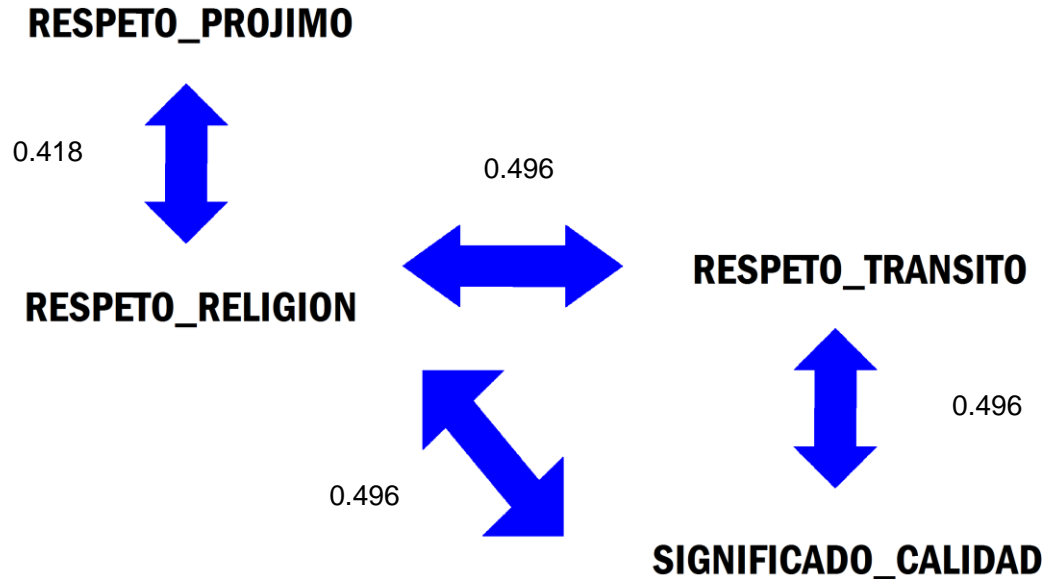 RESPETO_PROJIMO
0.418
0.496
RESPETO_TRANSITO
RESPETO_RELIGION
0.496
0.496
SIGNIFICADO_CALIDAD